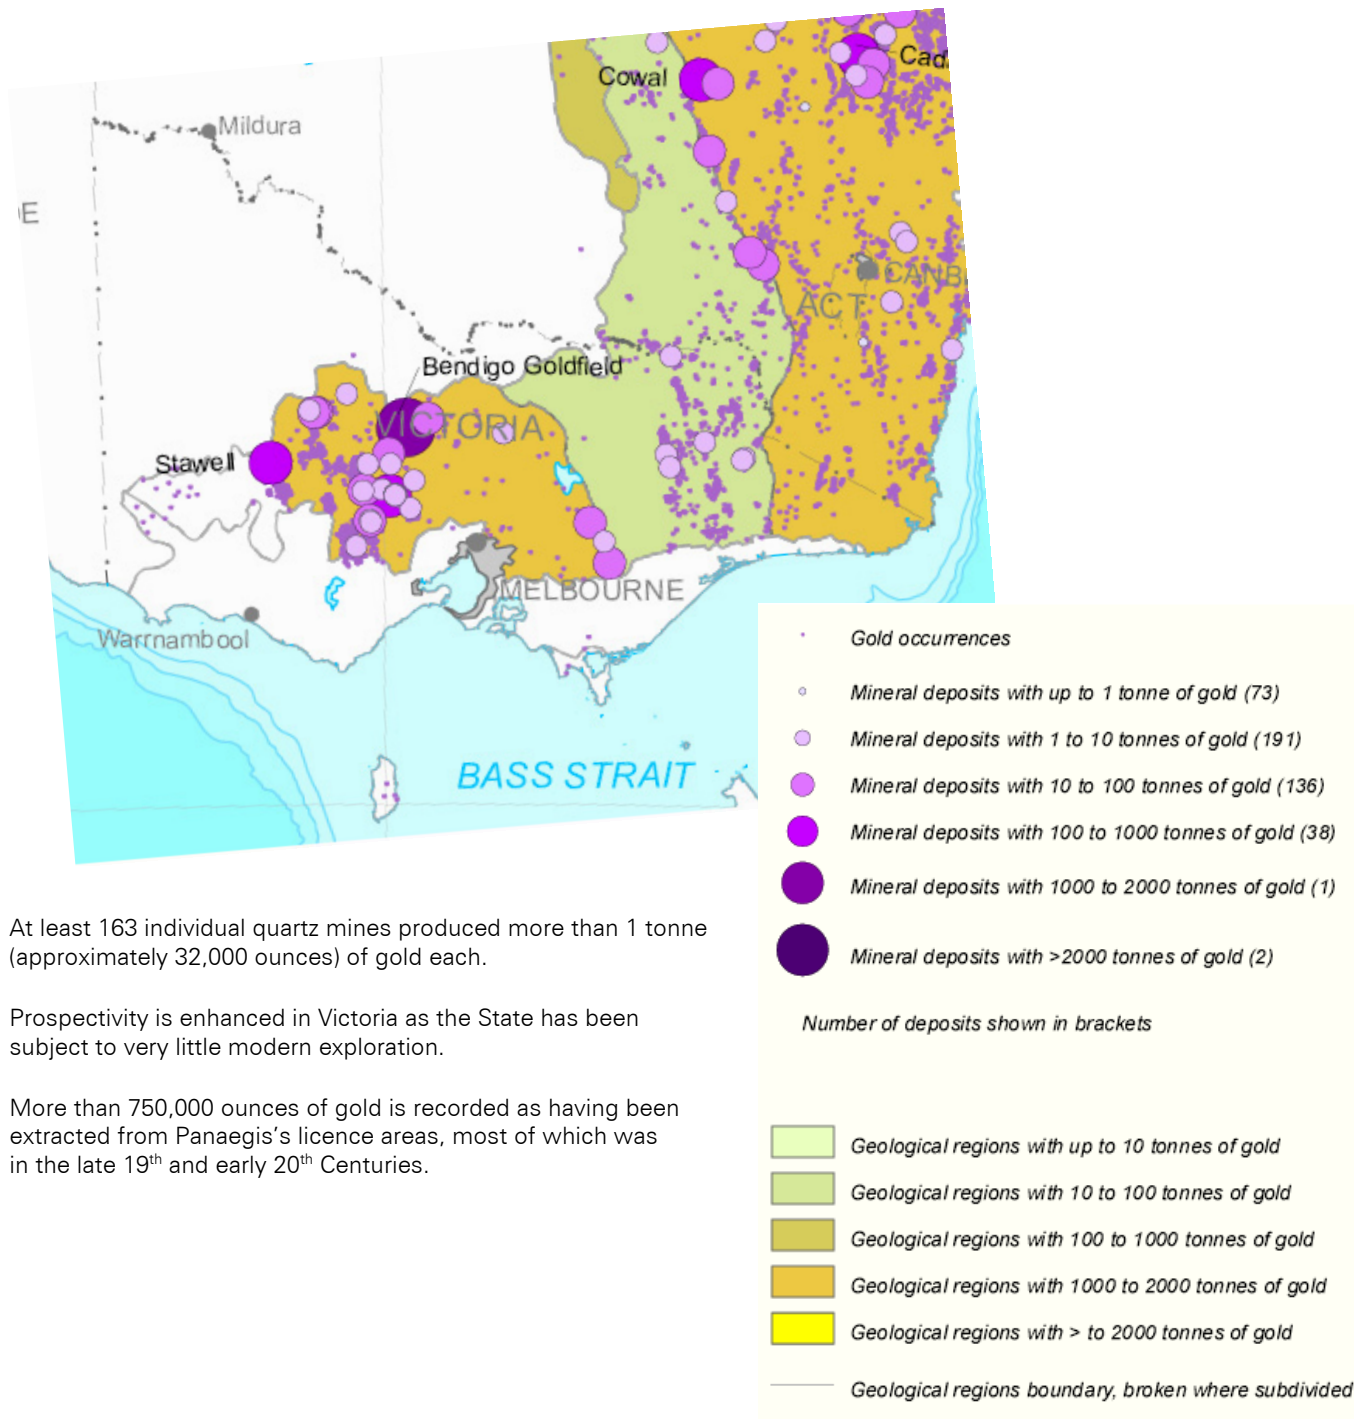 Cowal
Cad
Mildura
E
CANB
ACT
Bendigo Goldfield
VICTORIA
Stawell
MELBOURNE
Warrnambool
BASS STRAIT
Gold occurrences
Mineral deposits with up to 1 tonne of gold (73)
Mineral deposits with 1 to 10 tonnes of gold (191)
Mineral deposits with 10 to 100 tonnes of gold (136)
Mineral deposits with 100 to 1000 tonnes of gold (38)
Mineral deposits with 1000 to 2000 tonnes of gold (1)
Mineral deposits with >2000 tonnes of gold (2)
Number of deposits shown in brackets
Geological regions with up to 10 tonnes of gold
Geological regions with 10 to 100 tonnes of gold
Geological regions with 100 to 1000 tonnes of gold
Geological regions with 1000 to 2000 tonnes of gold
Geological regions with > to 2000 tonnes of gold
Geological regions boundary, broken where subdivided
At least 163 individual quartz mines produced more than 1 tonne
(approximately 32,000 ounces) of gold each.
Prospectivity is enhanced in Victoria as the State has been
subject to very little modern exploration.
More than 750,000 ounces of gold is recorded as having been
extracted from Panaegis's licence areas, most of which was
in the late 19th and early 20th Centuries.